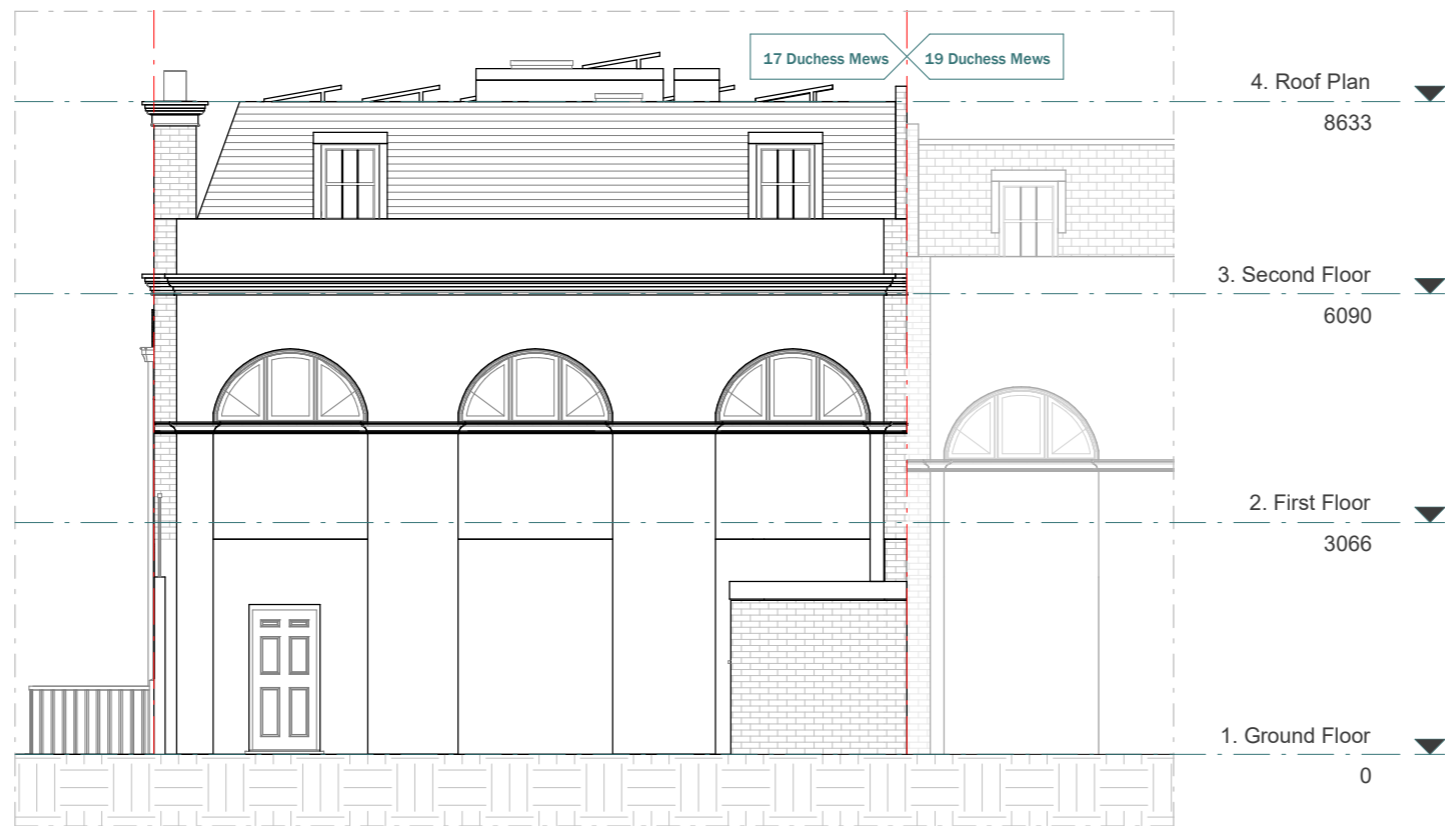 17 Duchess Mews
19 Duchess Mews
4. Roof Plan
8633
3. Second Floor
6090
2. First Floor
3066
1. Ground Floor
0